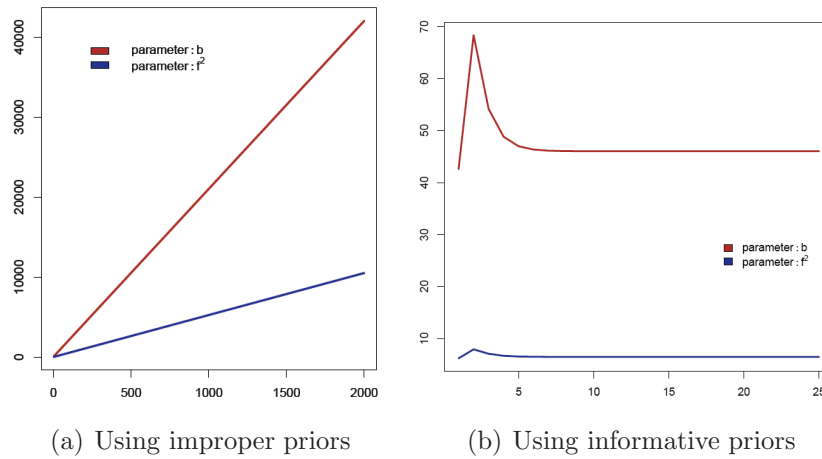 parameter: b
parameter: f²
40000
30000
20000
10000
0
0 500 1000 1500 2000
(a) Using improper priors
70
60
50
40
30
20
10
parameter: b
parameter: f²
5 10 15 20 25
(b) Using informative priors